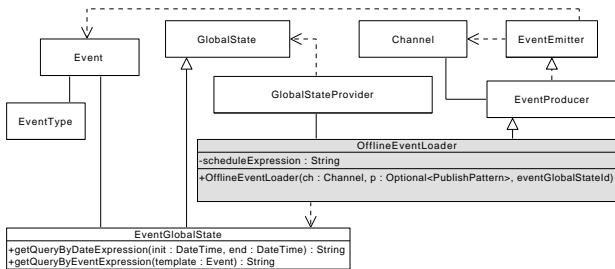 GlobalState
Channel
EventEmitter
Event
GlobalStateProvider
EventProducer
EventType
OfflineEventLoader
-scheduleExpression : String
+OfflineEventLoader(ch : Channel, p : Optional<PublishPattern>, eventGlobalStateId)
EventGlobalState
+getQueryByDateExpression(init : DateTime, end : DateTime) : String
+getQueryByEventExpression(template : Event) : String